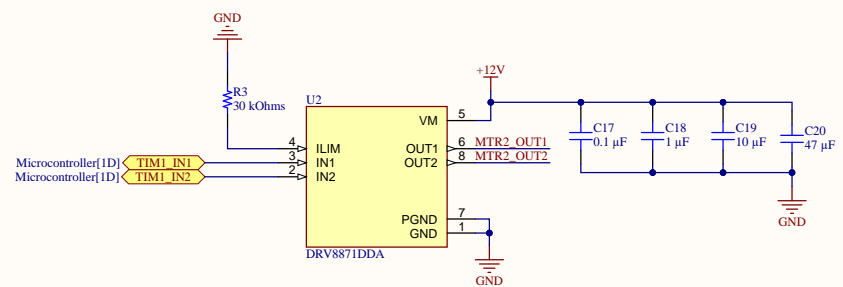 GND
R3
30 kOhms
+12V
U2
VM
5
C17
0.1 µF
C18
1 µF
C19
10 µF
C20
47 µF
Microcontroller[1D]
TIM1_IN1
Microcontroller[1D]
TIM1_IN2
4
ILIM
3
IN1
2
IN2
OUT1
6
MTR2_OUT1
OUT2
8
MTR2_OUT2
PGND
7
GND
1
DRV8871DDA
GND
GND